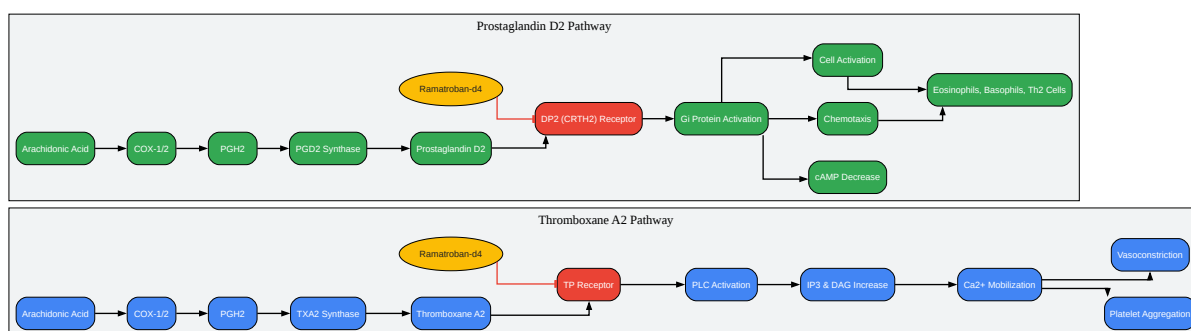 Prostaglandin D2 Pathway
Cell Activation
Ramatroban-d4
Eosinophils, Basophils, Th2 Cells
DP2 (CRTH2) Receptor
Gi Protein Activation
Chemotaxis
Arachidonic Acid
COX-1/2
PGH2
PGD2 Synthase
Prostaglandin D2
cAMP Decrease
Thromboxane A2 Pathway
Ramatroban-d4
Vasoconstriction
TP Receptor
PLC Activation
IP3 & DAG Increase
Ca2+ Mobilization
Arachidonic Acid
COX-1/2
PGH2
TXA2 Synthase
Thromboxane A2
Platelet Aggregation